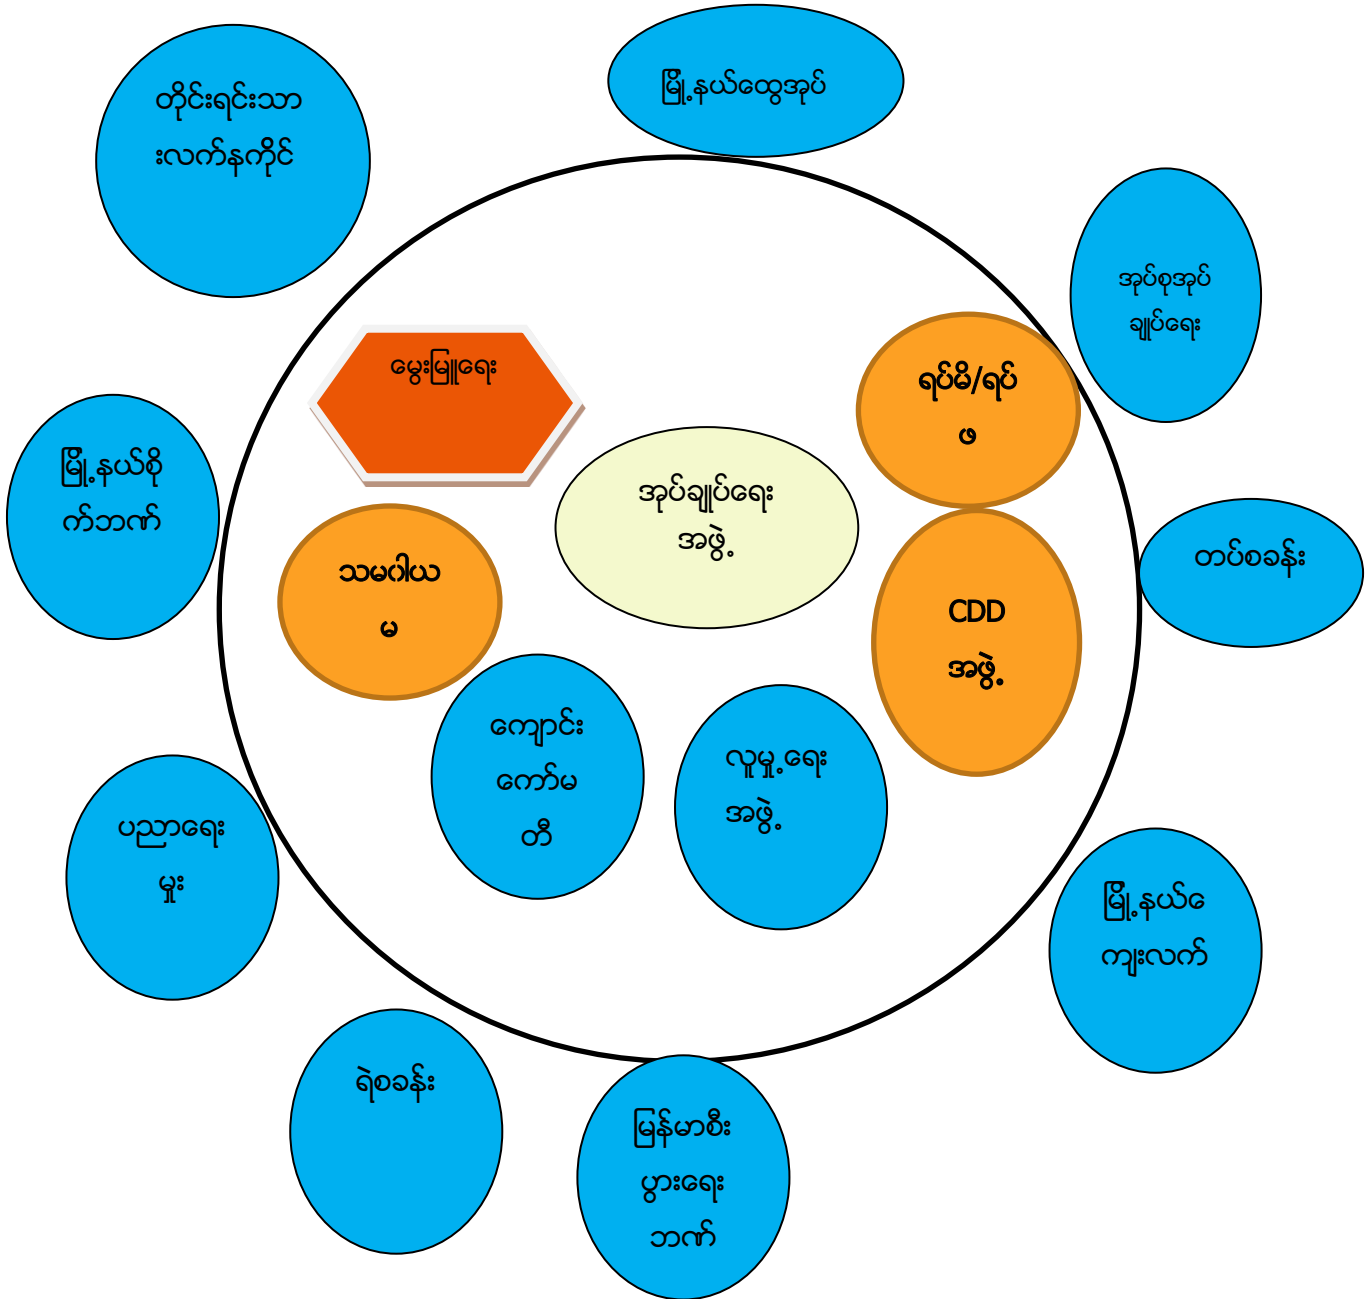 တိုင်းရင်းသာ
းလက်နကိုင်
မြို့နယ်ထွေအုပ်
အုပ်စုအုပ်
ချုပ်ရေး
မွေးမြူရေး
ရပ်မိ/ရပ်
ဖ
မြို့နယ်စို
က်ဘဏ်
အုပ်ချုပ်ရေး
အဖွဲ့
တပ်စခန်း
သမဂါယ
မ
CDD
အဖွဲ့
ကျောင်း
ကော်မ
တီ
လူမှု့ရေး
အဖွဲ့
ပညာရေး
မှုး
မြို့နယ်ေ
ကျးလက်
ရဲစခန်း
မြန်မာစီး
ပွားရေး
ဘဏ်